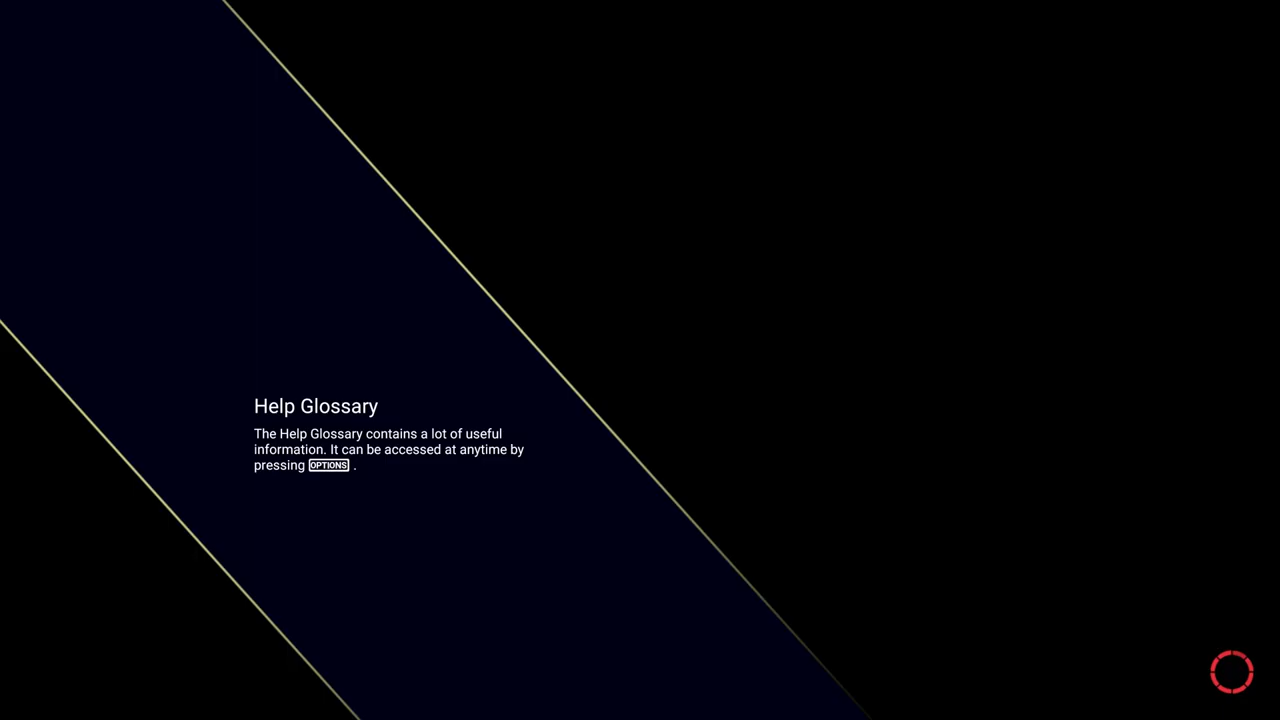 Help Glossary
The Help Glossary contains a lot of useful
information. It can be accessed at anytime by
pressing OPTIONS .